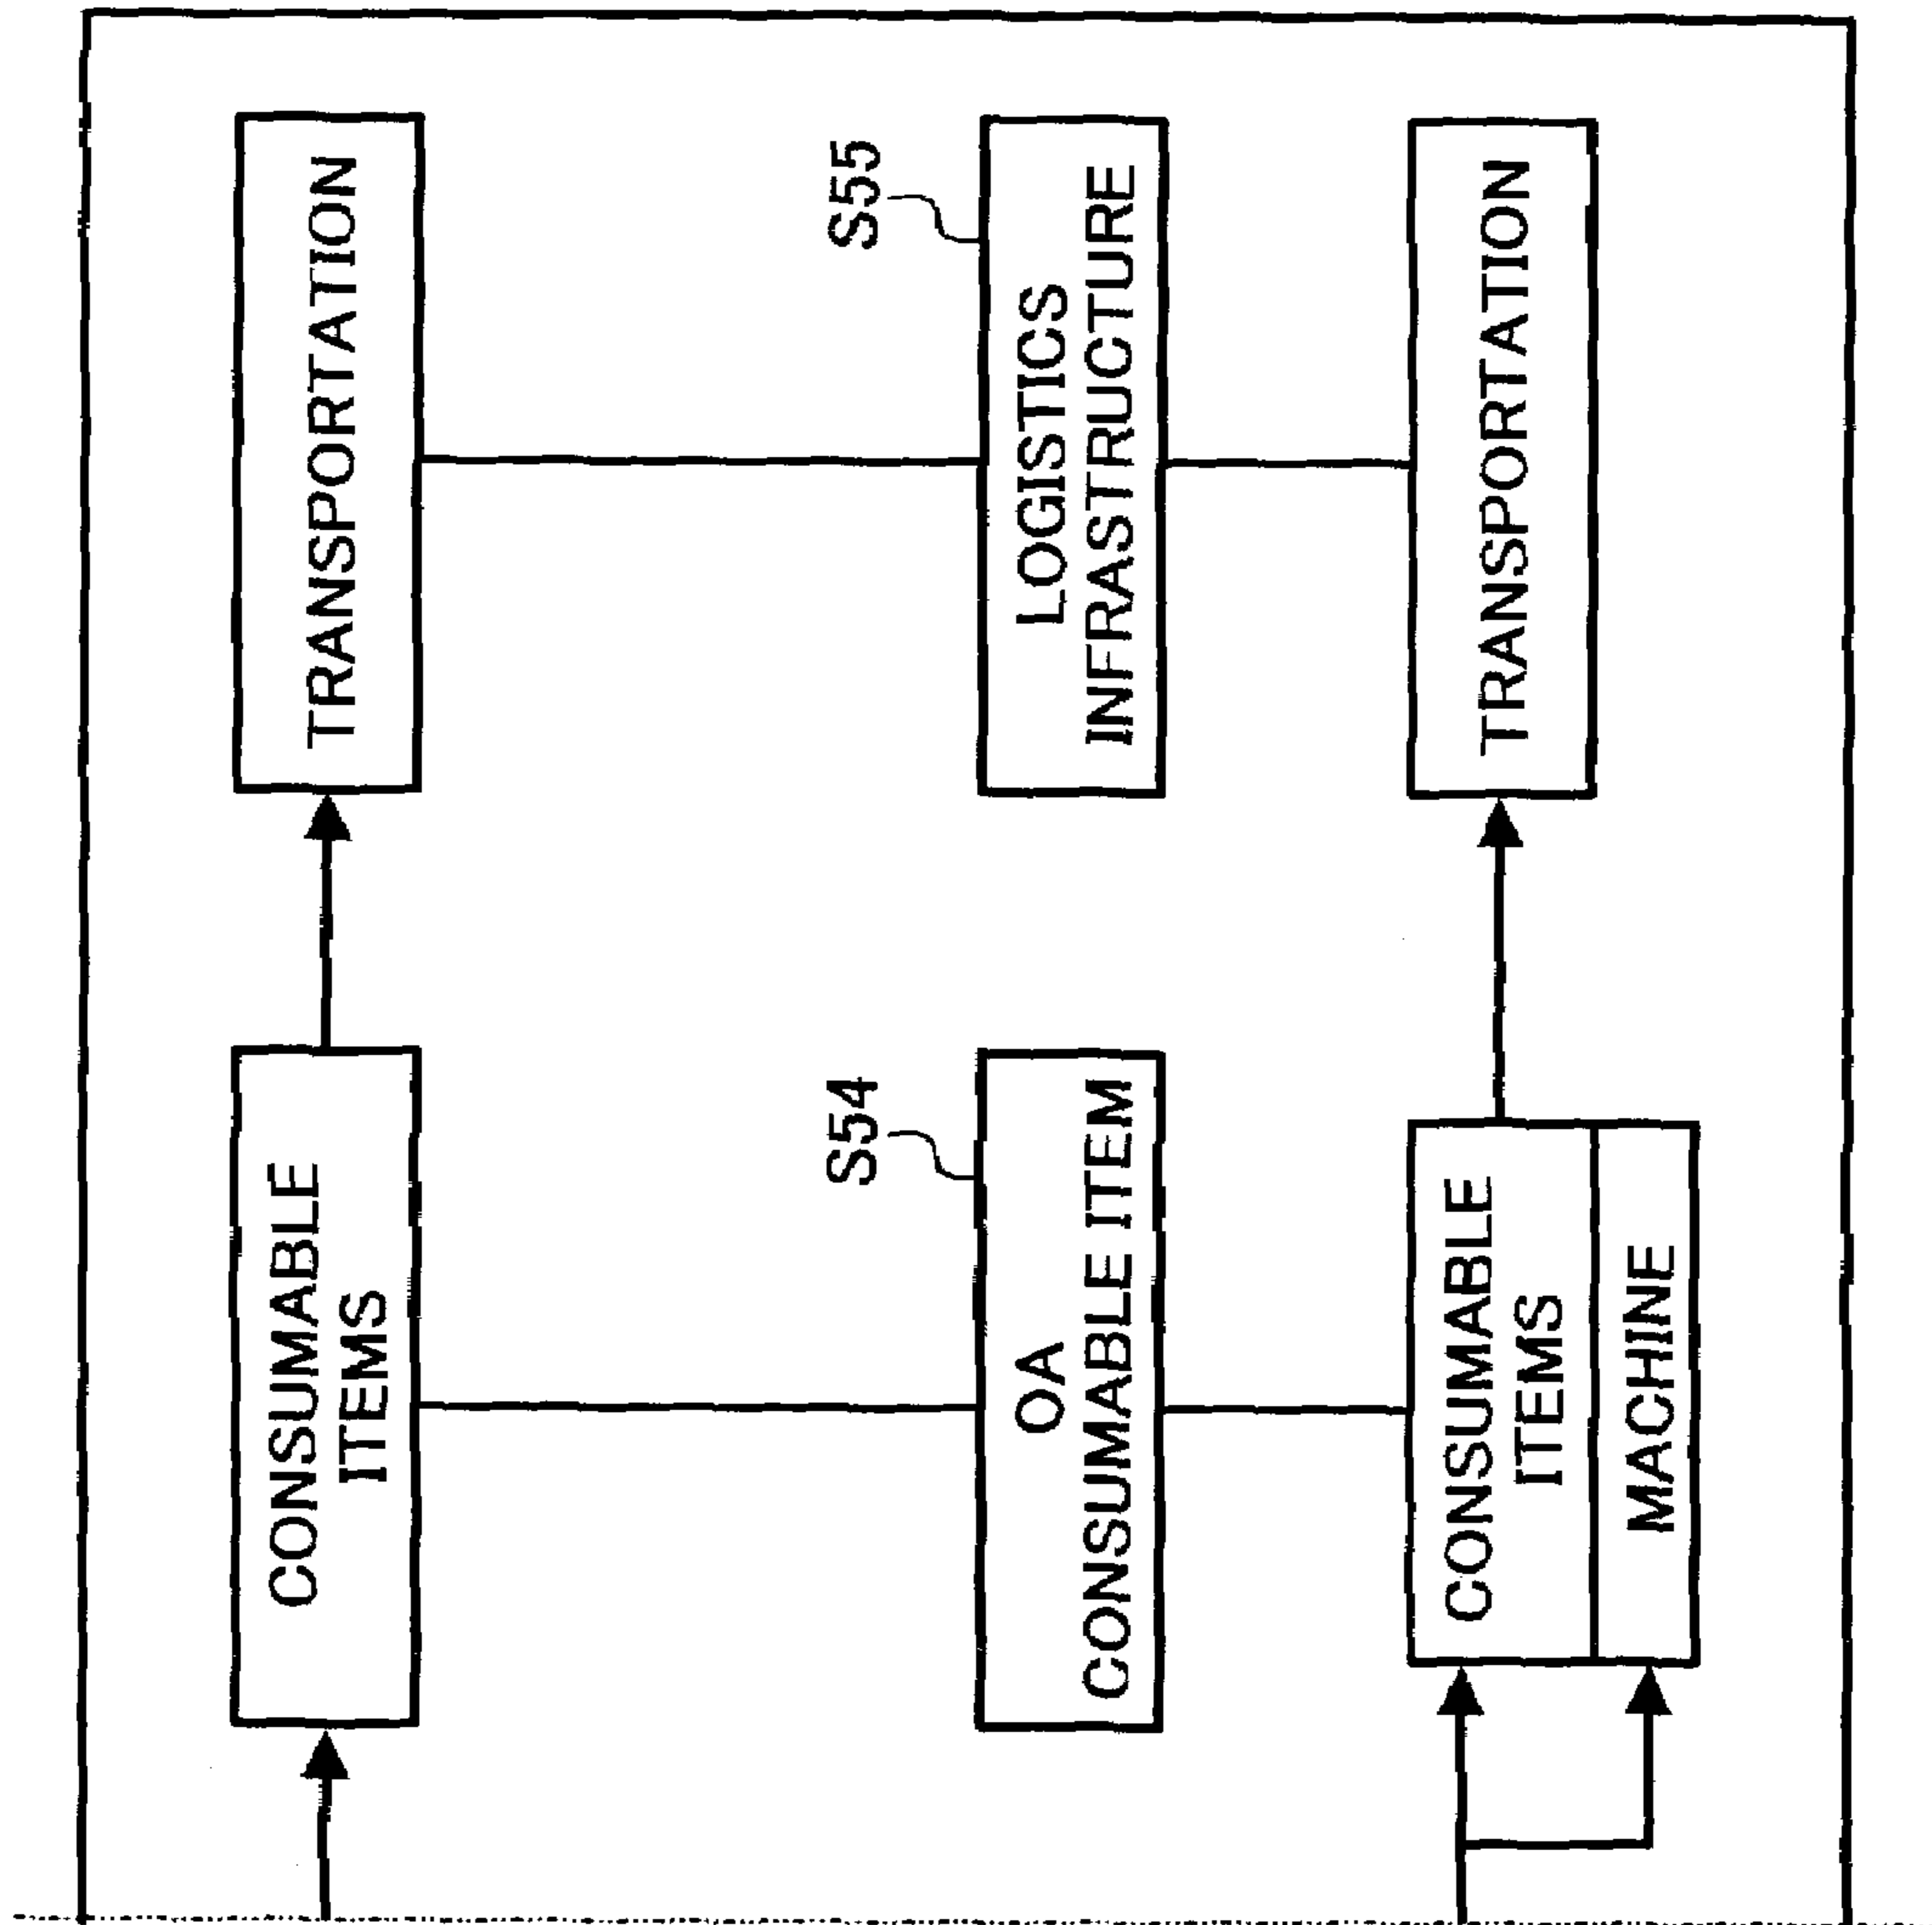 CONSUMABLE
ITEMS
TRANSPORTATION
S54
OA
CONSUMABLE ITEM
S55
LOGISTICS
INFRASTRUCTURE
CONSUMABLE
ITEMS
MACHINE
TRANSPORTATION